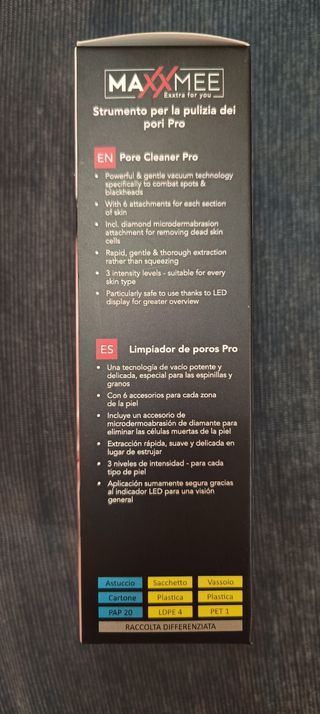 MAXXMEE
Exxtra for you
Strumento per la pulizia dei
pori Pro
EN Pore Cleaner Pro
• Powerful & gentle vacuum technology
specifically to combat spots &
blackheads
• With 6 attachments for each section
of skin
• Incl. diamond microdermabrasion
attachment for removing dead skin
cells
• Rapid, gentle & thorough extraction
rather than squeezing
• 3 intensity levels - suitable for every
skin type
• Particularly safe to use thanks to LED
display for greater overview
ES Limpiador de poros Pro
• Una tecnología de vacío potente y
delicada, especial para las espinillas y
granos
• Con 6 accesorios para cada zona
de la piel
• Incluye un accesorio de
microdermoabrasión de diamante para
eliminar las células muertas de la piel
• Extracción rápida, suave y delicada en
lugar de estrujar
• 3 niveles de intensidad - para cada
tipo de piel
• Aplicación sumamente segura gracias
al indicador LED para una visión
general
Astuccio Sacchetto Vassoio
Cartone Plastica Plastica
PAP 20 LDPE 4 PET 1
RACCOLTA DIFFERENZIATA